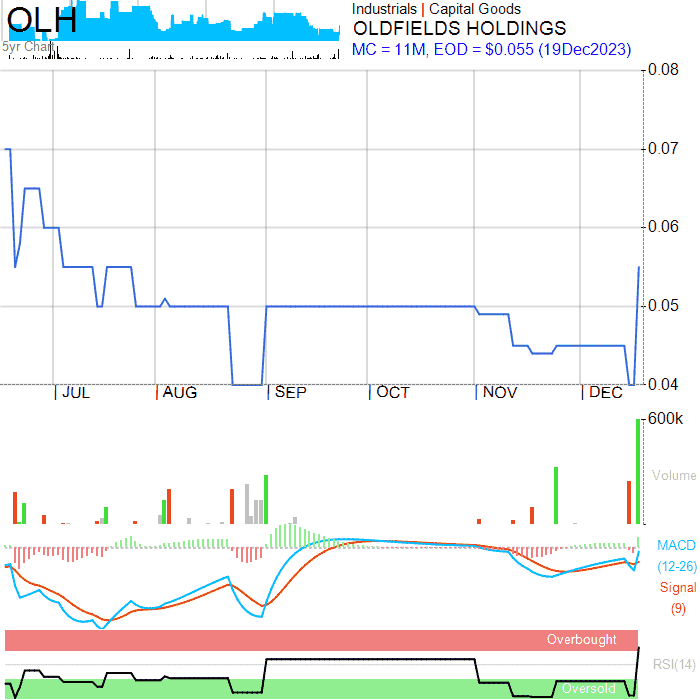 OLH
5yr Chart
Industrials | Capital Goods
OLDFIELDS HOLDINGS
MC = 11M, EOD = $0.055 (19Dec2023)
0.08
0.07
0.06
0.05
0.04
JUL AUG SEP OCT NOV DEC
600k
Volume
MACD
(12-26)
Signal
(9)
Overbought
RSI(14)
Oversold